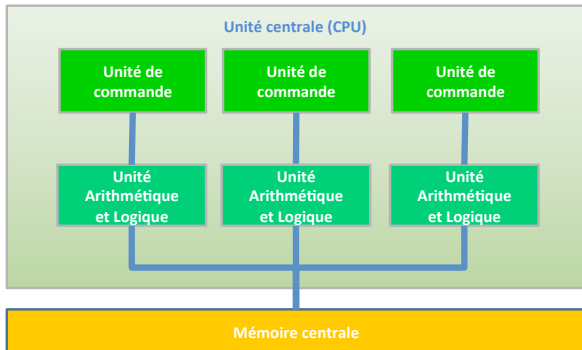 Unité centrale (CPU)
Unité de
commande
Unité de
commande
Unité de
commande
Unité
Arithmétique
et Logique
Unité
Arithmétique
et Logique
Unité
Arithmétique
et Logique
Mémoire centrale